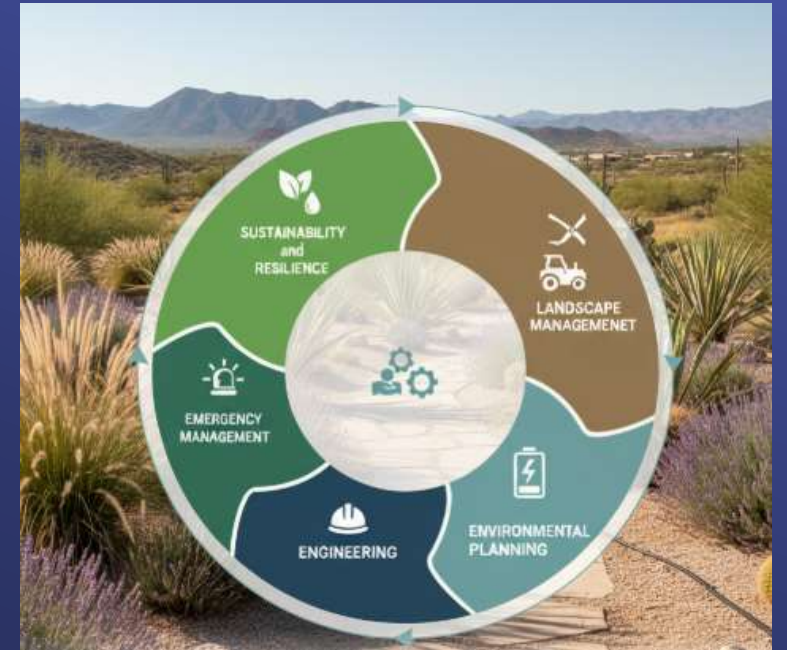 SUSTAINABILITY
and
RESILIENCE
LANDSCAPE
MANAGEMENET
EMERGENCY
MANAGEMENT
ENVIRONMENTAL
PLANNING
ENGINEERING